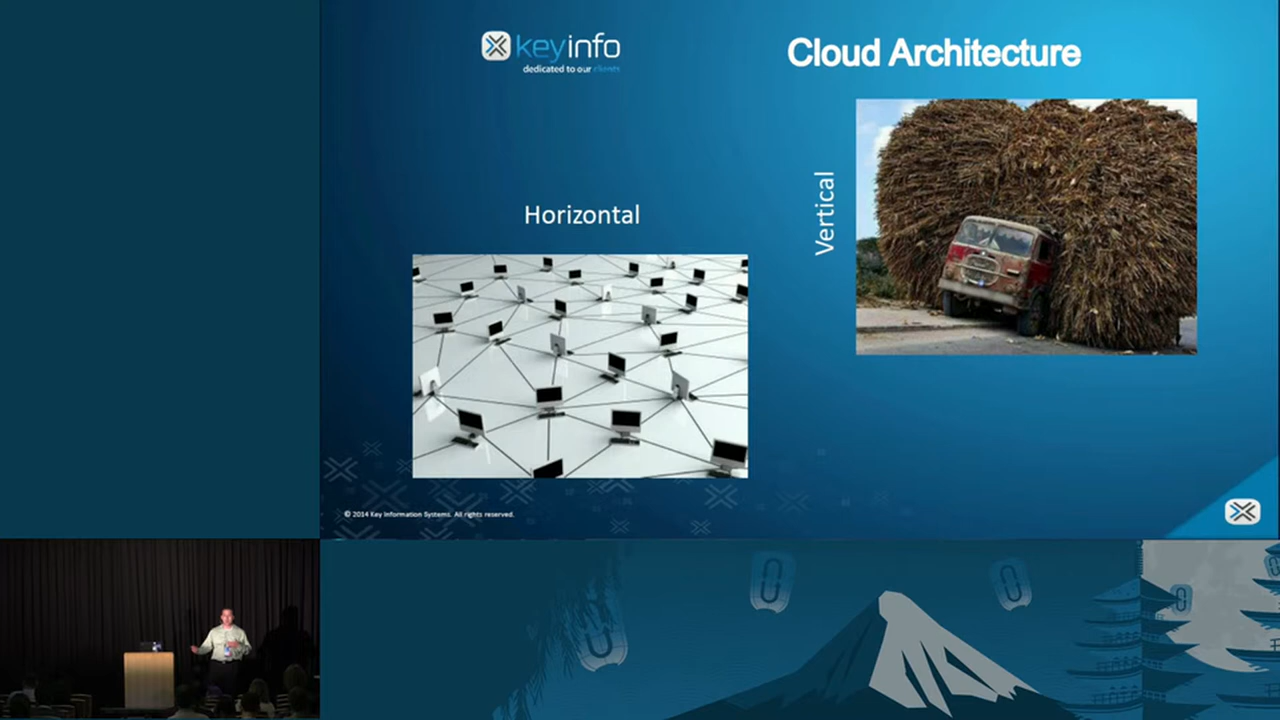 keyinfo
dedicated to our clients
Cloud Architecture
Horizontal
Vertical
© 2014 Key Information Systems. All rights reserved.